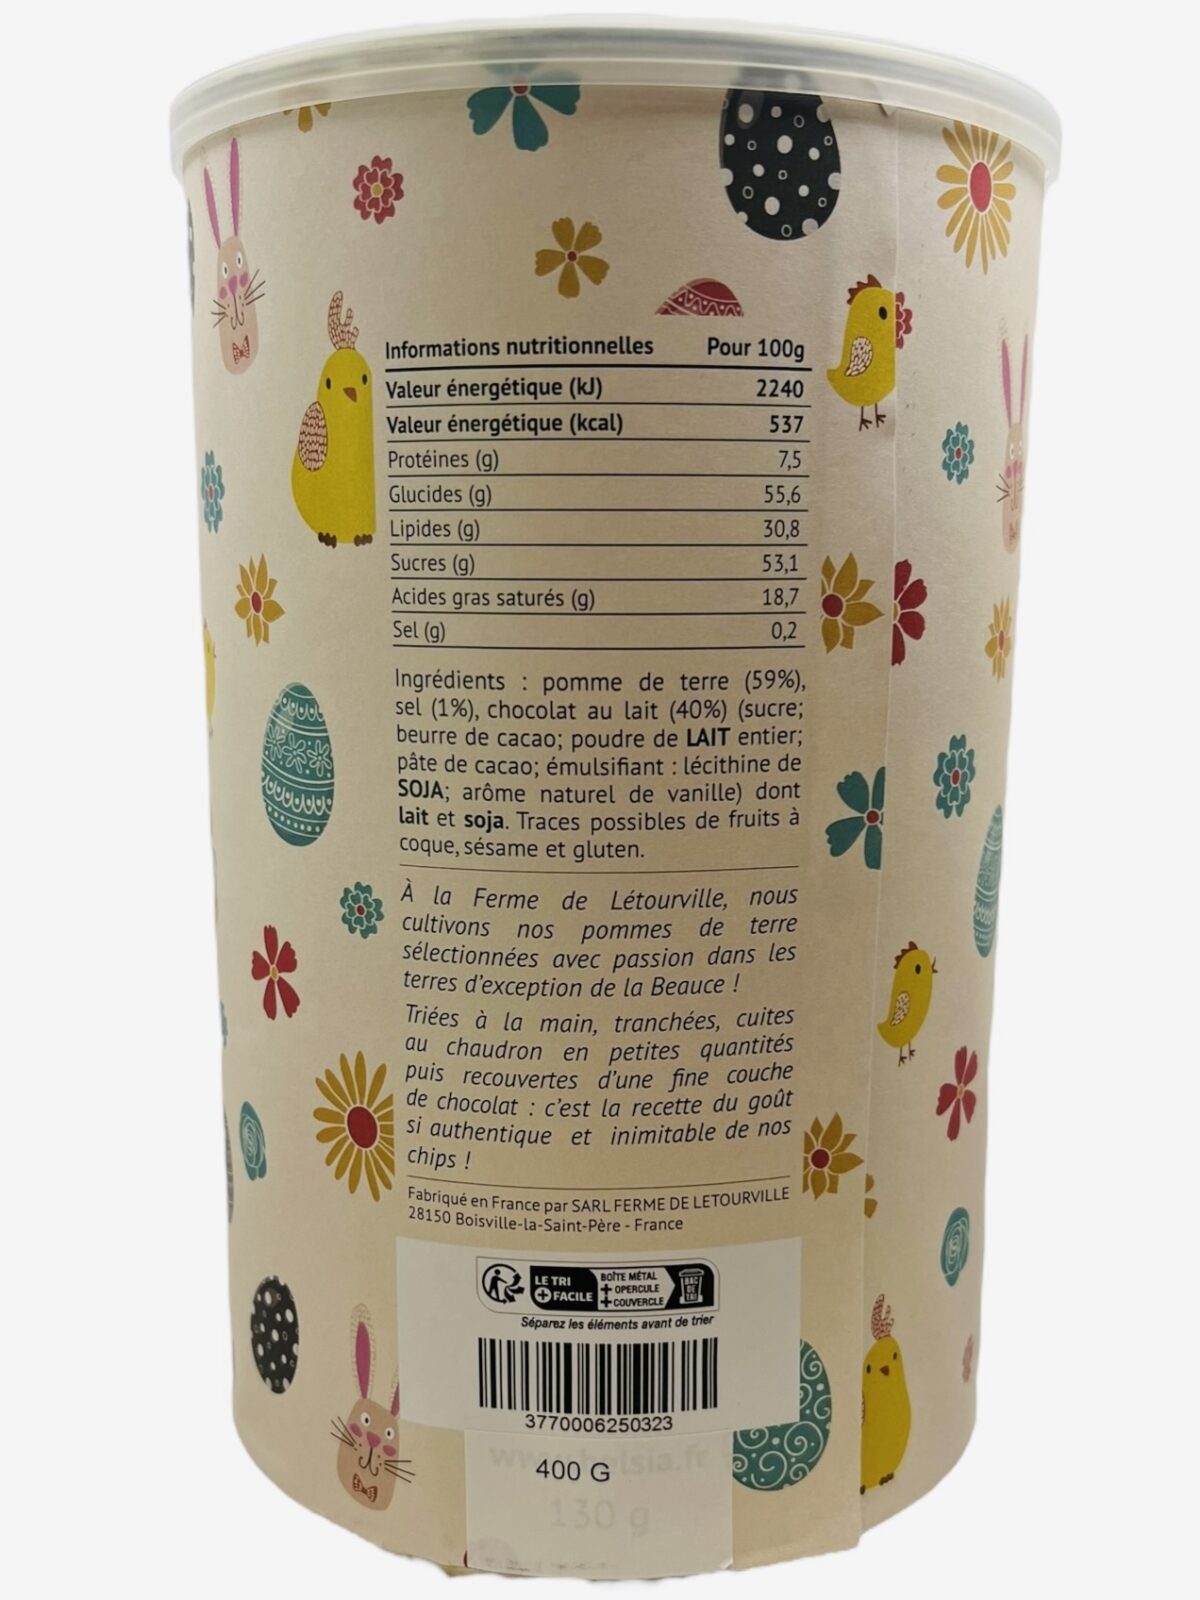 Informations nutritionnelles Pour 100g
Valeur énergétique (kJ) 2240
Valeur énergétique (kcal) 537
Protéines (g) 7,5
Glucides (g) 55,6
Lipides (g) 30,8
Sucres (g) 53,1
Acides gras saturés (g) 18,7
Sel (g) 0,2
Ingrédients : pomme de terre (59%),
sel (1%), chocolat au lait (40%) (sucre;
beurre de cacao; poudre de LAIT entier;
pâte de cacao; émulsifiant : lécithine de
SOJA; arôme naturel de vanille) dont
lait et soja. Traces possibles de fruits à
coque, sésame et gluten.
À la Ferme de Létourville, nous
cultivons nos pommes de terre
sélectionnées avec passion dans les
terres d'exception de la Beauce !
Triées à la main, tranchées, cuites
au chaudron en petites quantités
puis recouvertes d'une fine couche
de chocolat : c'est la recette du goût
si authentique et inimitable de nos
chips !
Fabriqué en France par SARL FERME DE LETOURVILLE
28150 Boisville-la-Saint-Père - France
LE TRI
+ FACILE
BOÎTE MÉTAL
+ OPERCULE
+ COUVERCLE
BAC
DE
TRI
Séparez les éléments avant de trier
3770006250323
400 G
130 g